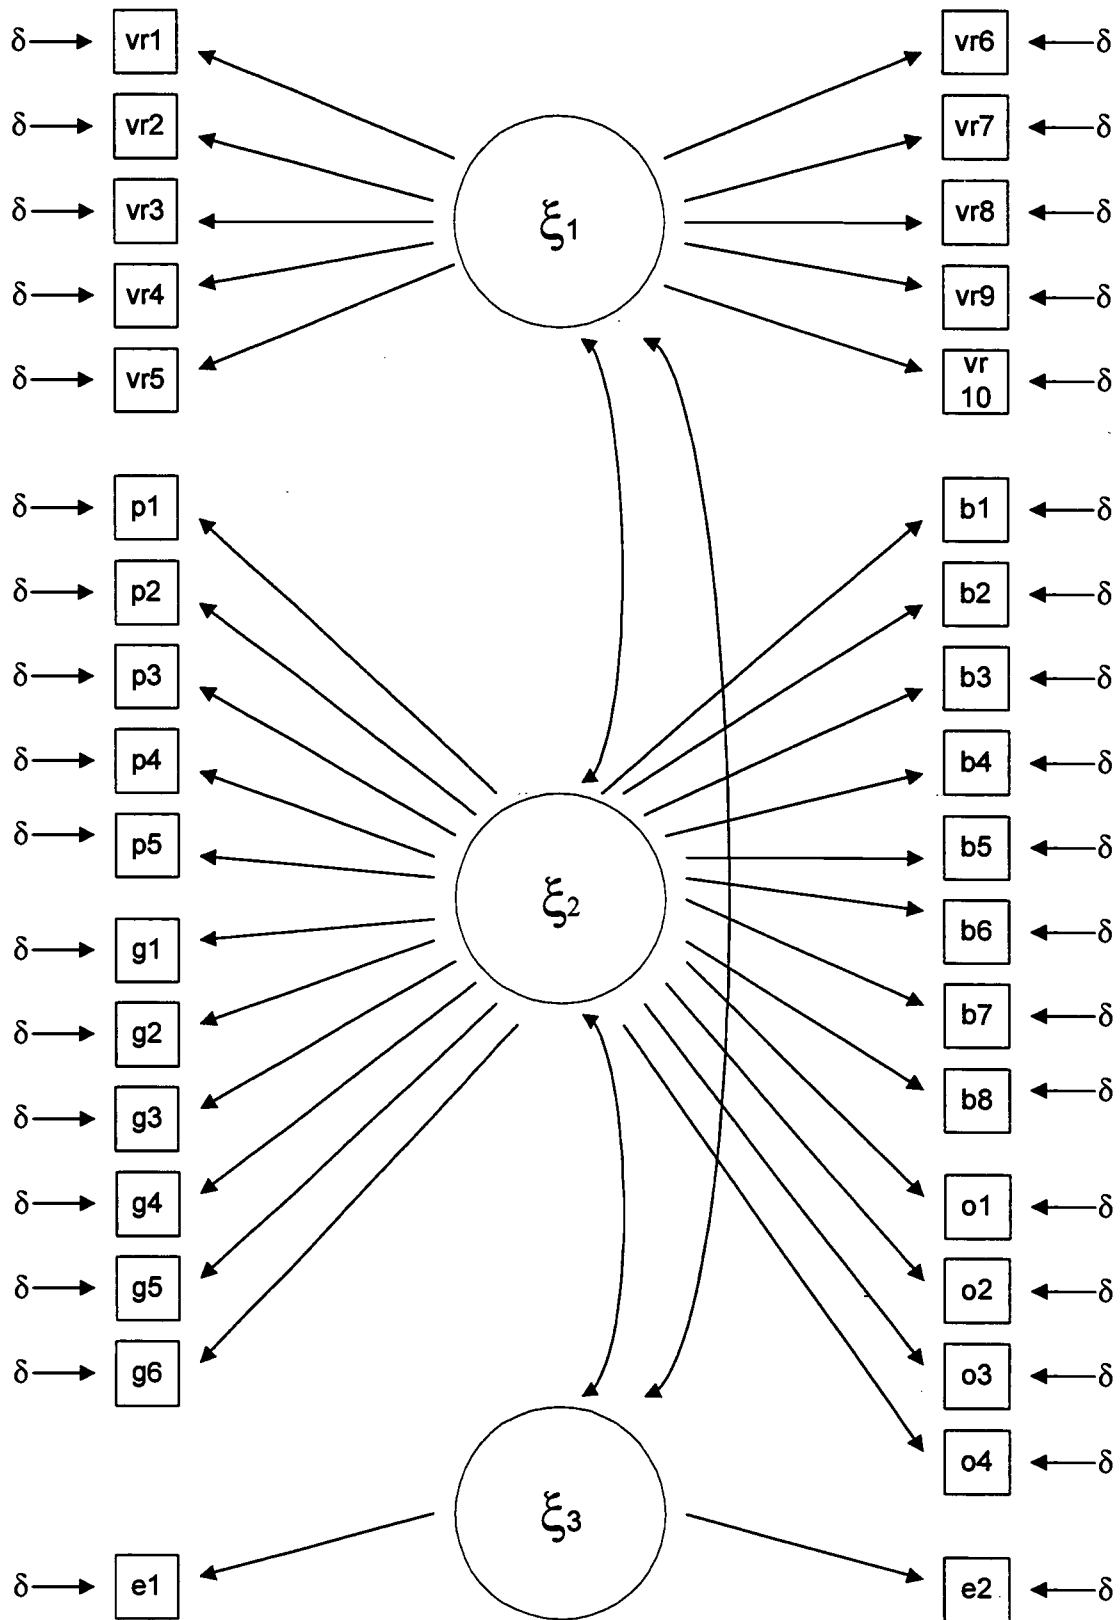 δ vr1 vr6 δ
δ vr2 vr7 δ
δ vr3 ξ1 vr8 δ
δ vr4 vr9 δ
δ vr5 vr δ
10
δ p1 b1 δ
δ p2 b2 δ
δ p3 b3 δ
δ p4 b4 δ
δ p5 b5 δ
ξ2
δ g1 b6 δ
δ g2 b7 δ
δ g3 b8 δ
δ g4 o1 δ
δ g5 o2 δ
δ g6 o3 δ
o4 δ
ξ3
δ e1 e2 δ